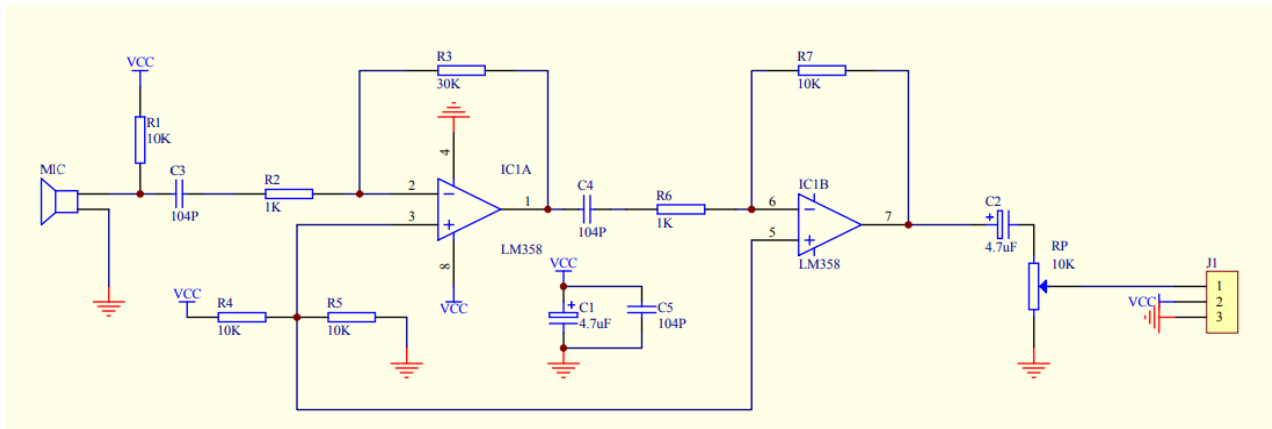 VCC
R1
10K
MIC
C3
104P
R2
1K
R3
30K
4
IC1A
2
3
1
LM358
8
VCC
VCC
R4
10K
R5
10K
VCC
C1
4.7uF
C5
104P
C4
104P
R6
1K
R7
10K
IC1B
6
5
7
LM358
C2
4.7uF
RP
10K
J1
1
VCC 2
3